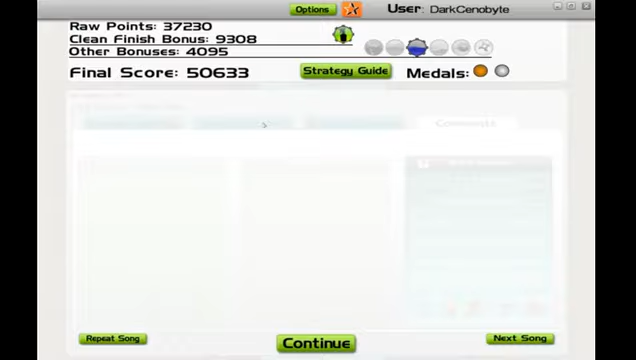 Options User: DarkCenobyte
Raw Points: 37230
Clean Finish Bonus: 9308
Other Bonuses: 4095
Final Score: 50633 Strategy Guide Medals:
Comments
Repeat Song Continue Next Song